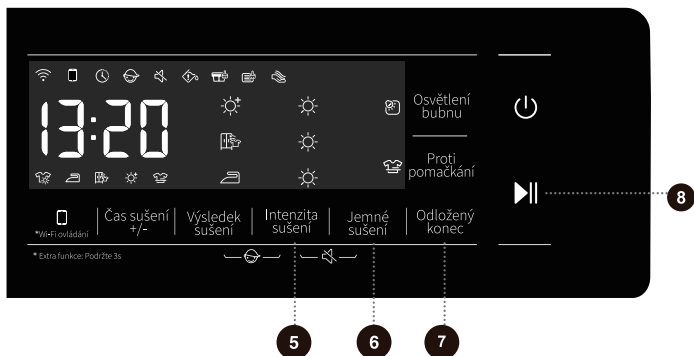 13:20
Osvětlení
bubnu
Proti
pomačkání
8
*Wi-Fi ovládání
Čas sušení
+/-
Výsledek
sušení
Intenzita
sušení
Jemné
sušení
Odložený
konec
* Extra funkce: Podržte 3s
5
6
7